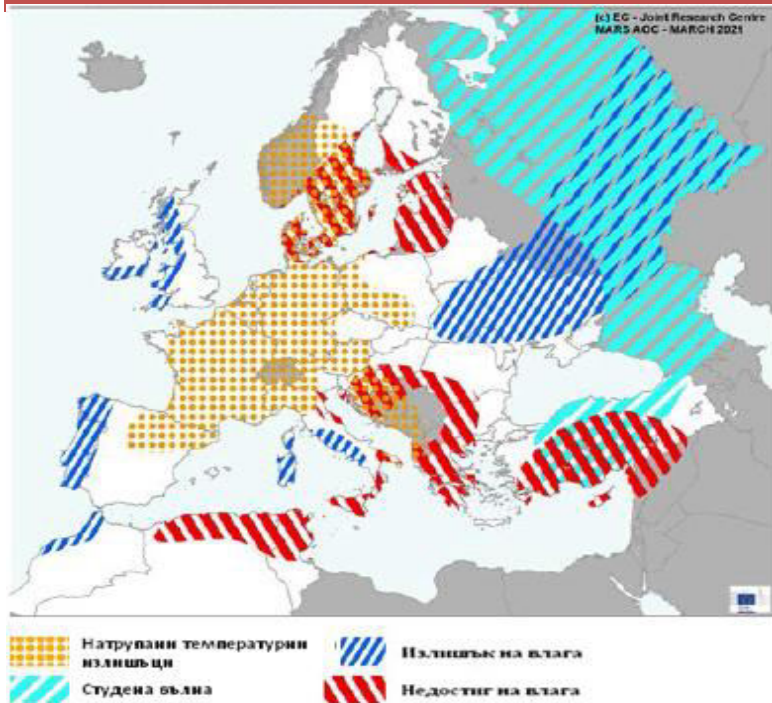 (c) EC - Joint Research Centre
MARS AOC - MARCH 2021
Натрупани температурни
излишъци
Излишък на влага
Студена вълна
Недостиг на влага